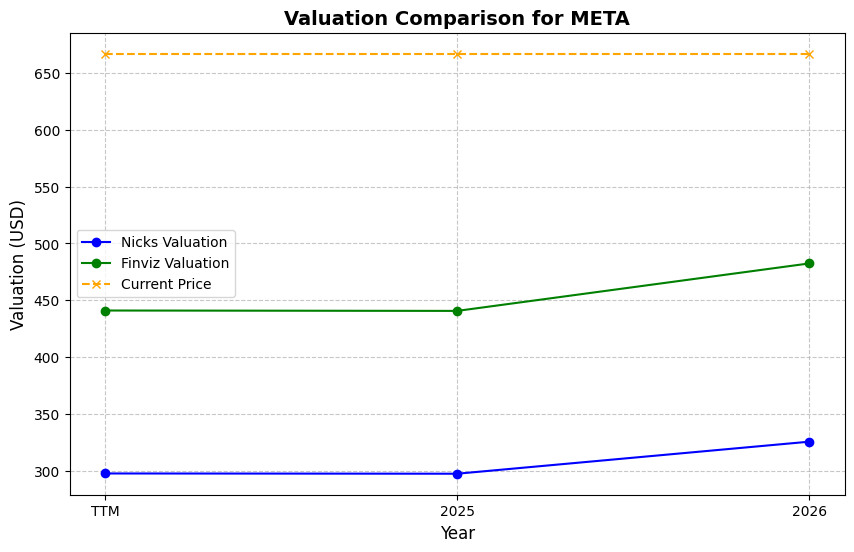 Valuation Comparison for META
Valuation (USD)
650
600
550
500
450
400
350
300
Nicks Valuation
Finviz Valuation
Current Price
TTM
2025
2026
Year